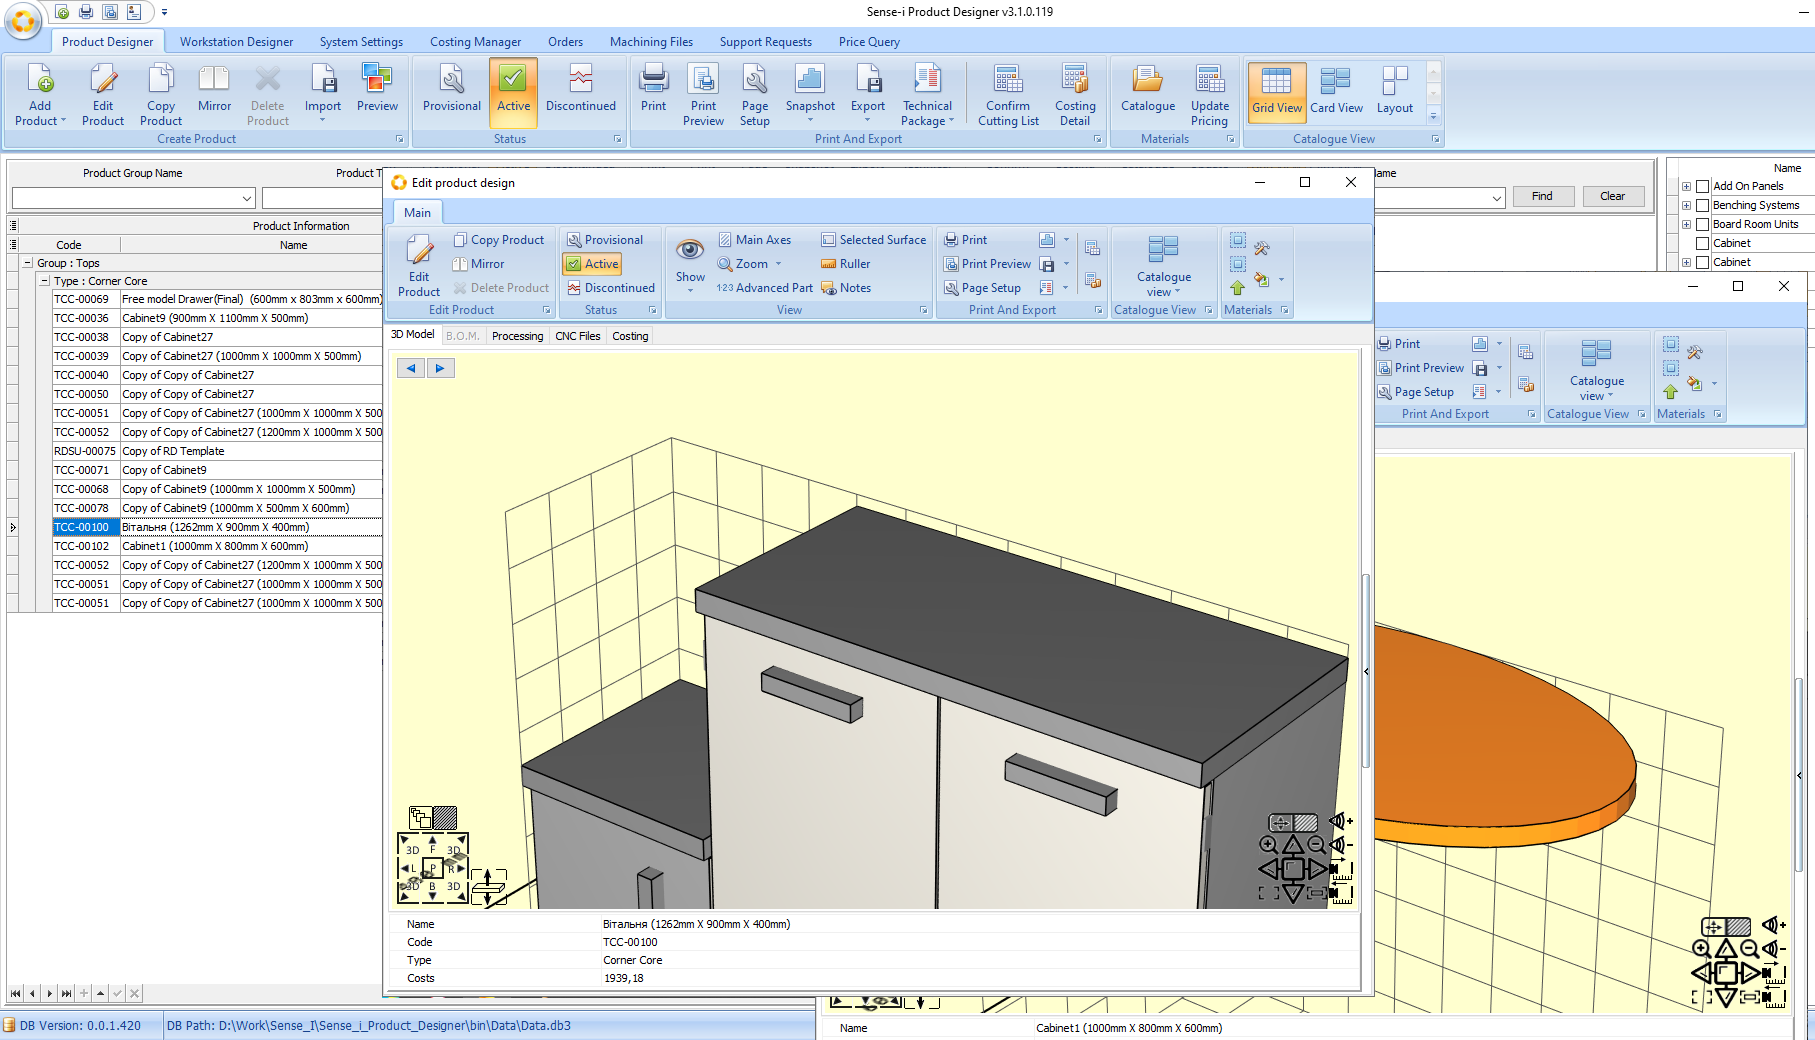 Sense-i Product Designer v3.1.0.119
Product Designer Workstation Designer System Settings Costing Manager Orders Machining Files Support Requests Price Query
Add Product Edit Product Copy Product Mirror Delete Product Import Preview Provisional Active Discontinued Print Print Preview Page Setup Snapshot Export Technical Package Confirm Cutting List Costing Detail Catalogue Update Pricing Grid View Card View Layout
Create Product Status Print And Export Materials Catalogue View
Product Group Name Product T
Find Clear
Product Information
Code Name
Group : Tops
Type : Corner Core
TCC-00069 Free model Drawer(Final) (600mm x 803mm x 600mm)
TCC-00036 Cabinet9 (900mm X 1100mm X 500mm)
TCC-00038 Copy of Cabinet27
TCC-00039 Copy of Cabinet27 (1000mm X 1000mm X 500mm)
TCC-00040 Copy of Copy of Cabinet27
TCC-00050 Copy of Copy of Cabinet27
TCC-00051 Copy of Copy of Cabinet27 (1000mm X 1000mm X 500
TCC-00052 Copy of Copy of Cabinet27 (1200mm X 1000mm X 500
RDSU-00075 Copy of RD Template
TCC-00071 Copy of Cabinet9
TCC-00068 Copy of Cabinet9 (1000mm X 1000mm X 500mm)
TCC-00078 Copy of Cabinet9 (1000mm X 500mm X 600mm)
TCC-00100 Вітальня (1262mm X 900mm X 400mm)
TCC-00102 Cabinet1 (1000mm X 800mm X 600mm)
TCC-00052 Copy of Copy of Cabinet27 (1200mm X 1000mm X 500
TCC-00051 Copy of Copy of Cabinet27 (1000mm X 1000mm X 500
TCC-00051 Copy of Copy of Cabinet27 (1000mm X 1000mm X 500
Name
Add On Panels
Benching Systems
Board Room Units
Cabinet
Cabinet
Edit product design
Main
Edit Product Copy Product Mirror Delete Product
Edit Product
Provisional Active Discontinued
Status
Show Main Axes Zoom 123 Advanced Part Selected Surface Ruler Notes
View
Print Print Preview Page Setup
Print And Export
Catalogue view
Catalogue View
Materials
3D Model B.O.M. Processing CNC Files Costing
3D F 3D
L P R
3D B 3D
Name Вітальня (1262mm X 900mm X 400mm)
Code TCC-00100
Type Corner Core
Costs 1939,18
Print
Print Preview
Page Setup
Print And Export
Catalogue view
Catalogue View
Materials
Name Cabinet1 (1000mm X 800mm X 600mm)
DB Version: 0.0.1.420 DB Path: D:\Work\Sense_I\Sense_i_Product_Designer\bin\Data\Data.db3